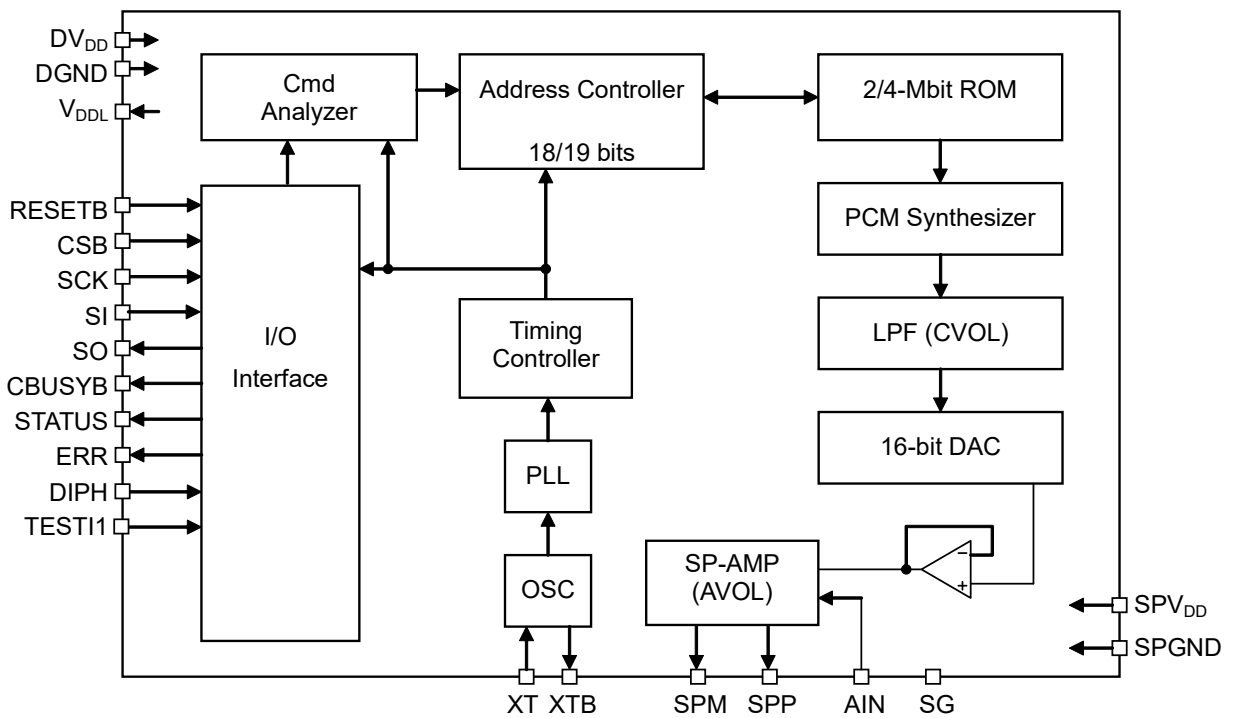 DVDD
DGND
VDDL
Cmd
Analyzer
Address Controller
18/19 bits
2/4-Mbit ROM
PCM Synthesizer
LPF (CVOL)
16-bit DAC
RESETB
CSB
SCK
SI
SO
CBUSYB
STATUS
ERR
DIPH
TESTI1
I/O
Interface
Timing
Controller
PLL
OSC
SP-AMP
(AVOL)
−
+
SPVDD
SPGND
XT
XTB
SPM
SPP
AIN
SG